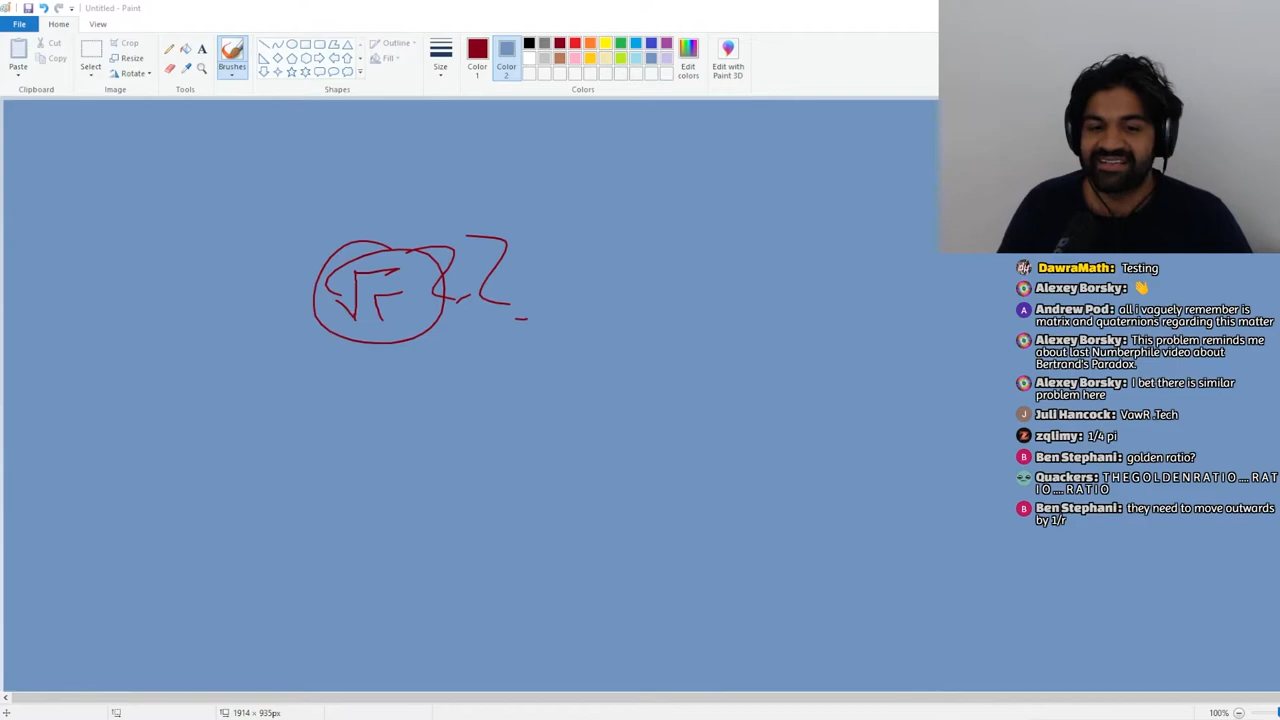 Untitled - Paint
File
Home
View
Paste
Cut
Copy
Clipboard
Select
Crop
Resize
Rotate
Image
A
Tools
Brushes
Outline
Fill
Shapes
Size
Color 1
Color 2
Edit colors
Edit with Paint 3D
Colors
√r
DawraMath: Testing
Alexey Borsky: 👋
Andrew Pod: all i vaguely remember is
matrix and quaternions regarding this matter
Alexey Borsky: This problem reminds me
about last Numberphile video about
Bertrand's Paradox.
Alexey Borsky: I bet there is similar
problem here
Juli Hancock: VawR .Tech
zqlimy: 1/4 pi
Ben Stephani: golden ratio?
Quackers: T H E G O L D E N R A T I O .... R A T
I O .... R A T I O
Ben Stephani: they need to move outwards
by 1/r
1914 × 935px
100%